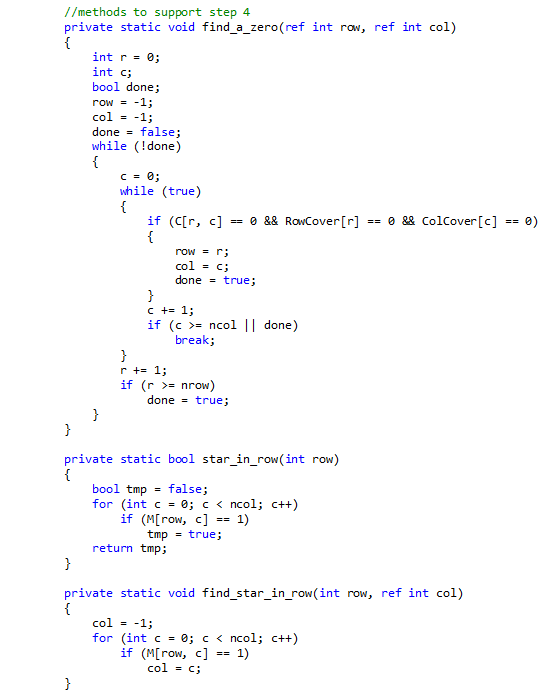 //methods to support step 4
private static void find_a_zero(ref int row, ref int col)
{
int r = 0;
int c;
bool done;
row = -1;
col = -1;
done = false;
while (!done)
{
c = 0;
while (true)
{
if (C[r, c] == 0 && RowCover[r] == 0 && ColCover[c] == 0)
{
row = r;
col = c;
done = true;
}
c += 1;
if (c >= ncol || done)
break;
}
r += 1;
if (r >= nrow)
done = true;
}
}
private static bool star_in_row(int row)
{
bool tmp = false;
for (int c = 0; c < ncol; c++)
if (M[row, c] == 1)
tmp = true;
return tmp;
}
private static void find_star_in_row(int row, ref int col)
{
col = -1;
for (int c = 0; c < ncol; c++)
if (M[row, c] == 1)
col = c;
}